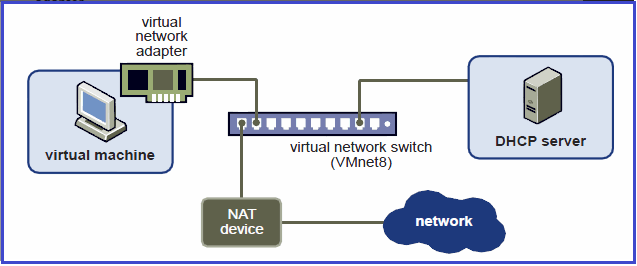 virtual
network
adapter
virtual machine
virtual network switch
(VMnet8)
DHCP server
NAT
device
network